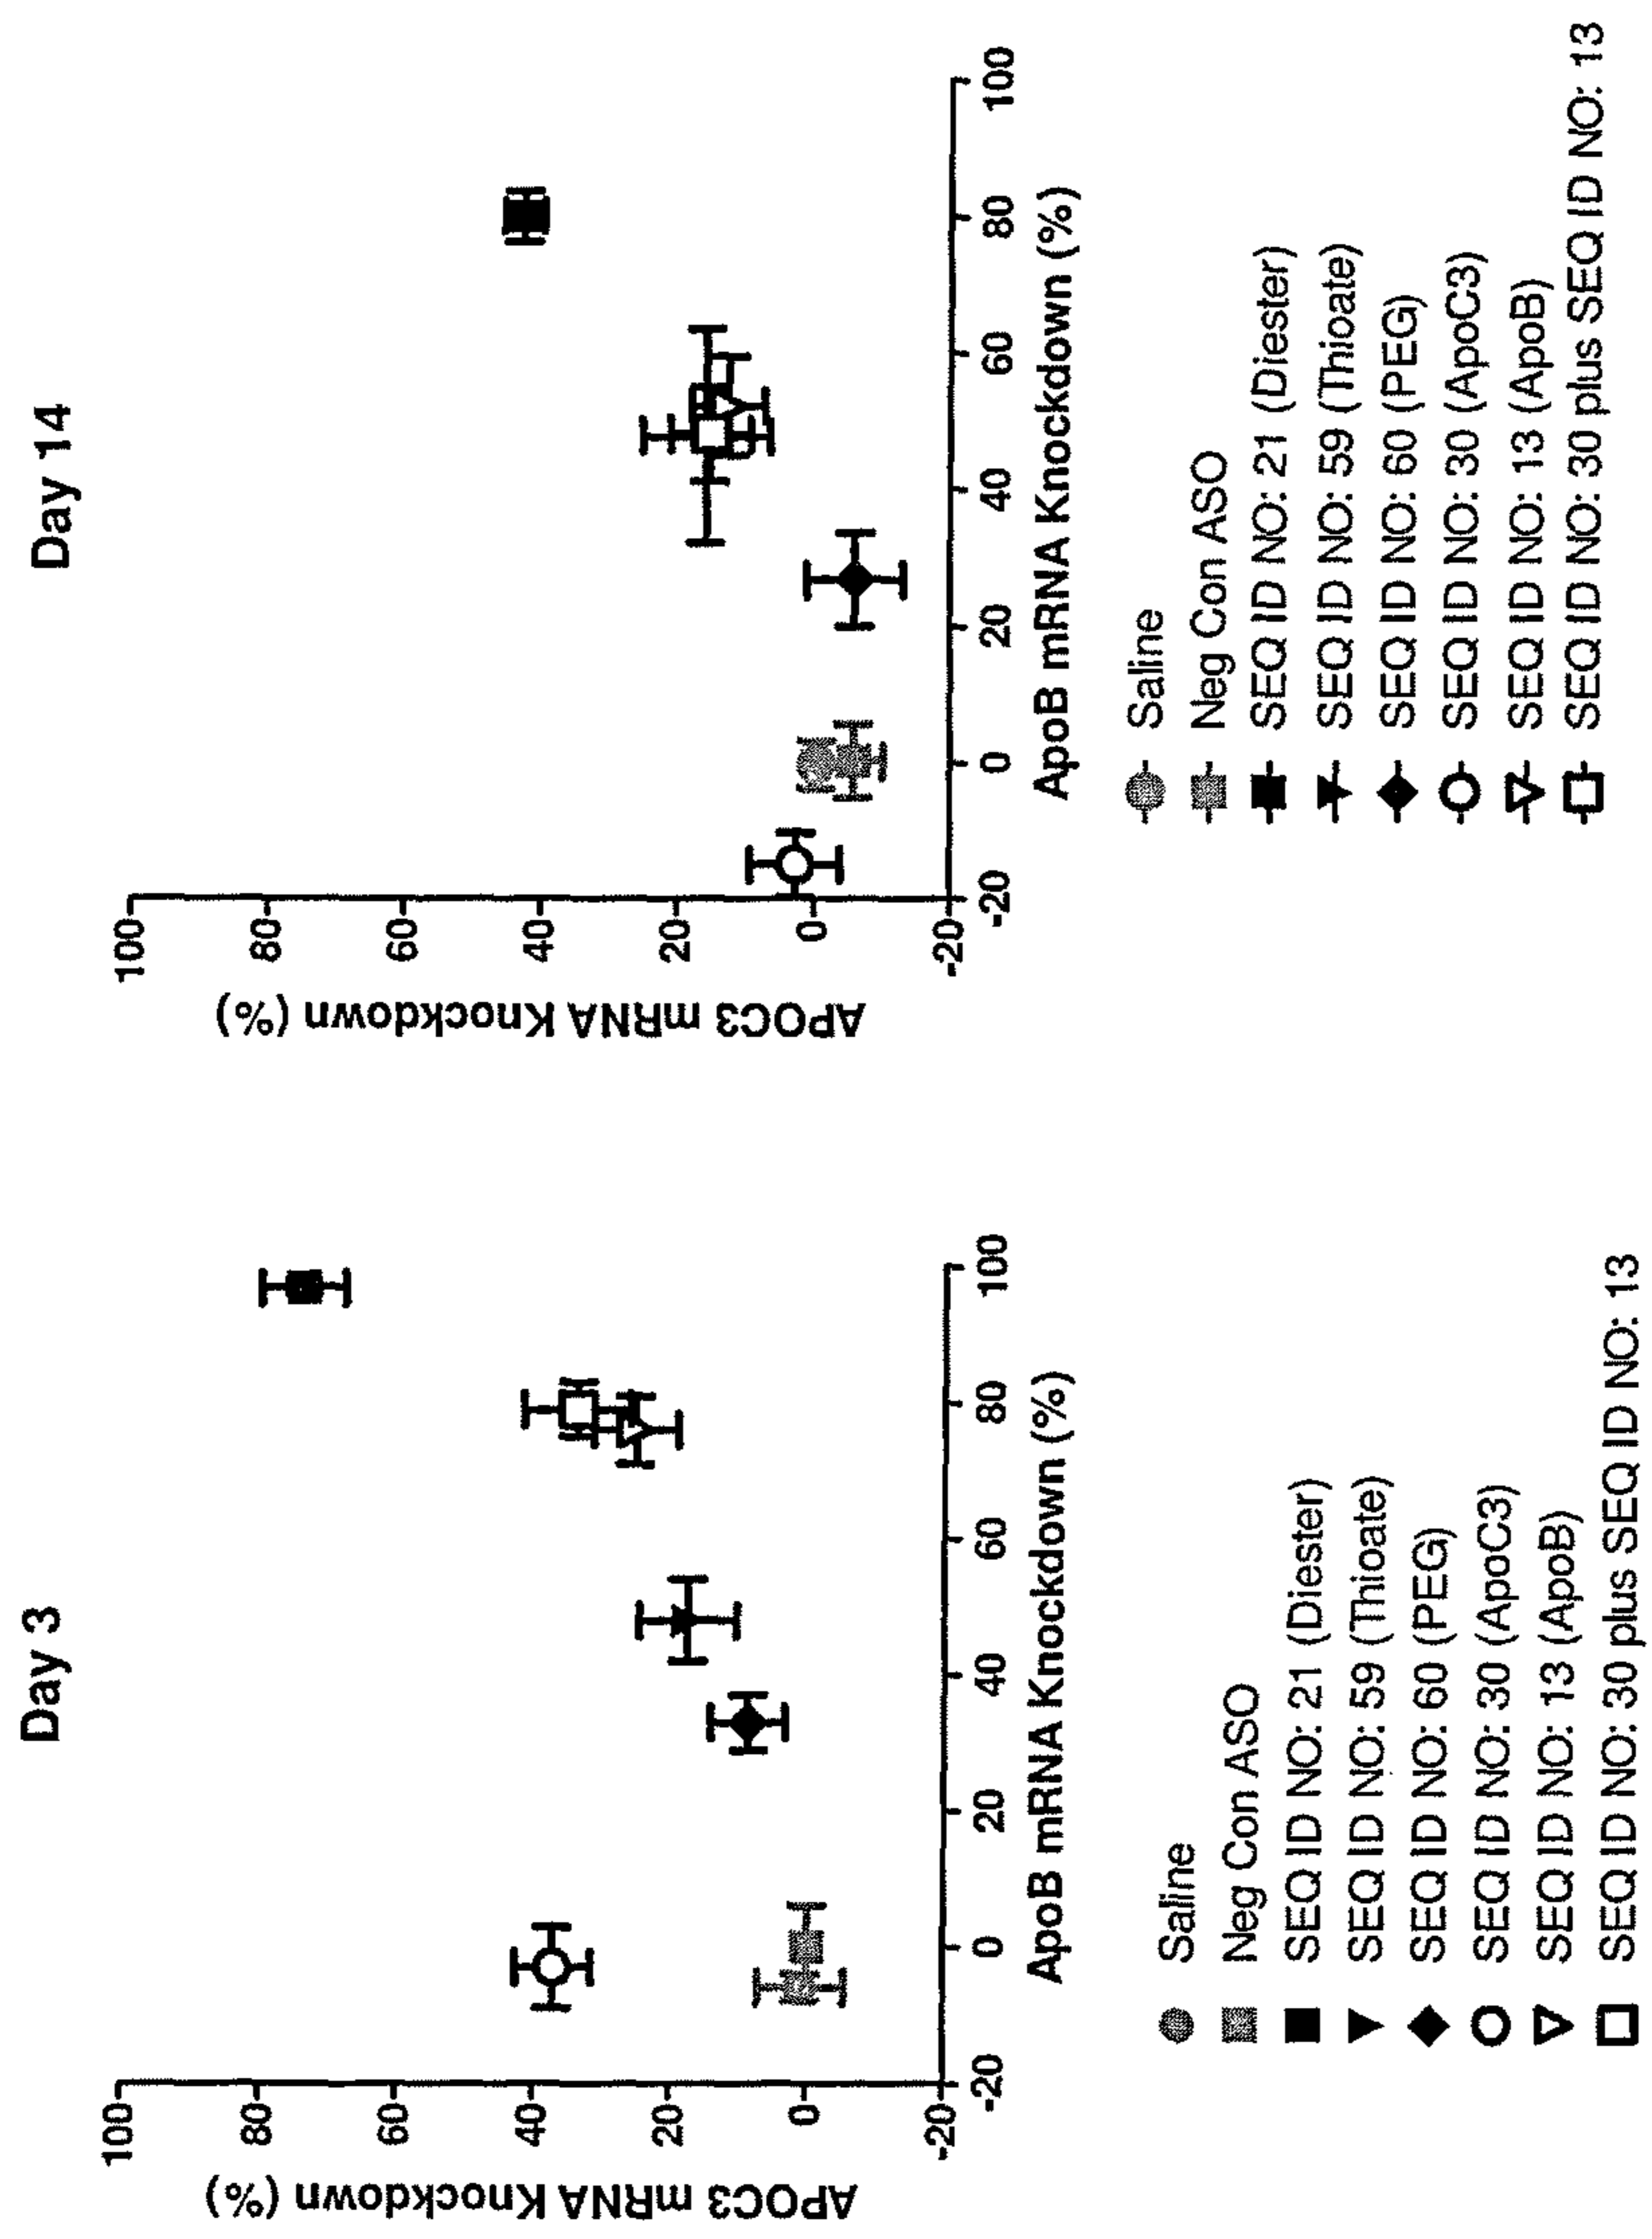 Day 3
APOC3 mRNA Knockdown (%)
100
80
60
40
20
0
-20
-20 0 20 40 60 80 100
ApoB mRNA Knockdown (%)
Saline
Neg Con ASO
SEQ ID NO: 21 (Diester)
SEQ ID NO: 59 (Thioate)
SEQ ID NO: 60 (PEG)
SEQ ID NO: 30 (ApoC3)
SEQ ID NO: 13 (ApoB)
SEQ ID NO: 30 plus SEQ ID NO: 13
Day 14
APOC3 mRNA Knockdown (%)
100
80
60
40
20
0
-20
-20 0 20 40 60 80 100
ApoB mRNA Knockdown (%)
Saline
Neg Con ASO
SEQ ID NO: 21 (Diester)
SEQ ID NO: 59 (Thioate)
SEQ ID NO: 60 (PEG)
SEQ ID NO: 30 (ApoC3)
SEQ ID NO: 13 (ApoB)
SEQ ID NO: 30 plus SEQ ID NO: 13